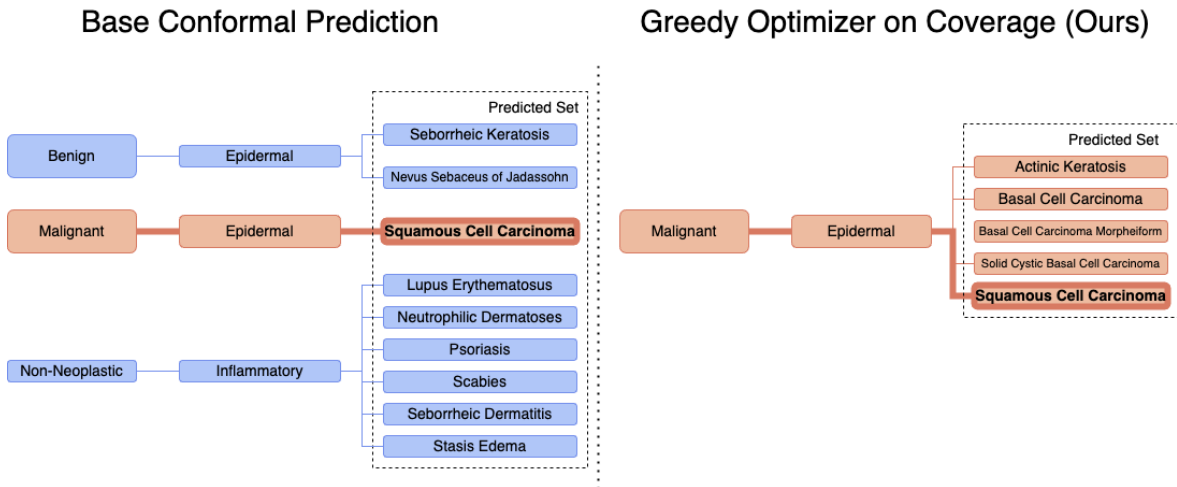 Base Conformal Prediction
Predicted Set
Benign
Epidermal
Seborrheic Keratosis
Nevus Sebaceus of Jadassohn
Malignant
Epidermal
Squamous Cell Carcinoma
Non-Neoplastic
Inflammatory
Lupus Erythematosus
Neutrophilic Dermatoses
Psoriasis
Scabies
Seborrheic Dermatitis
Stasis Edema
Greedy Optimizer on Coverage (Ours)
Predicted Set
Malignant
Epidermal
Actinic Keratosis
Basal Cell Carcinoma
Basal Cell Carcinoma Morpheiform
Solid Cystic Basal Cell Carcinoma
Squamous Cell Carcinoma